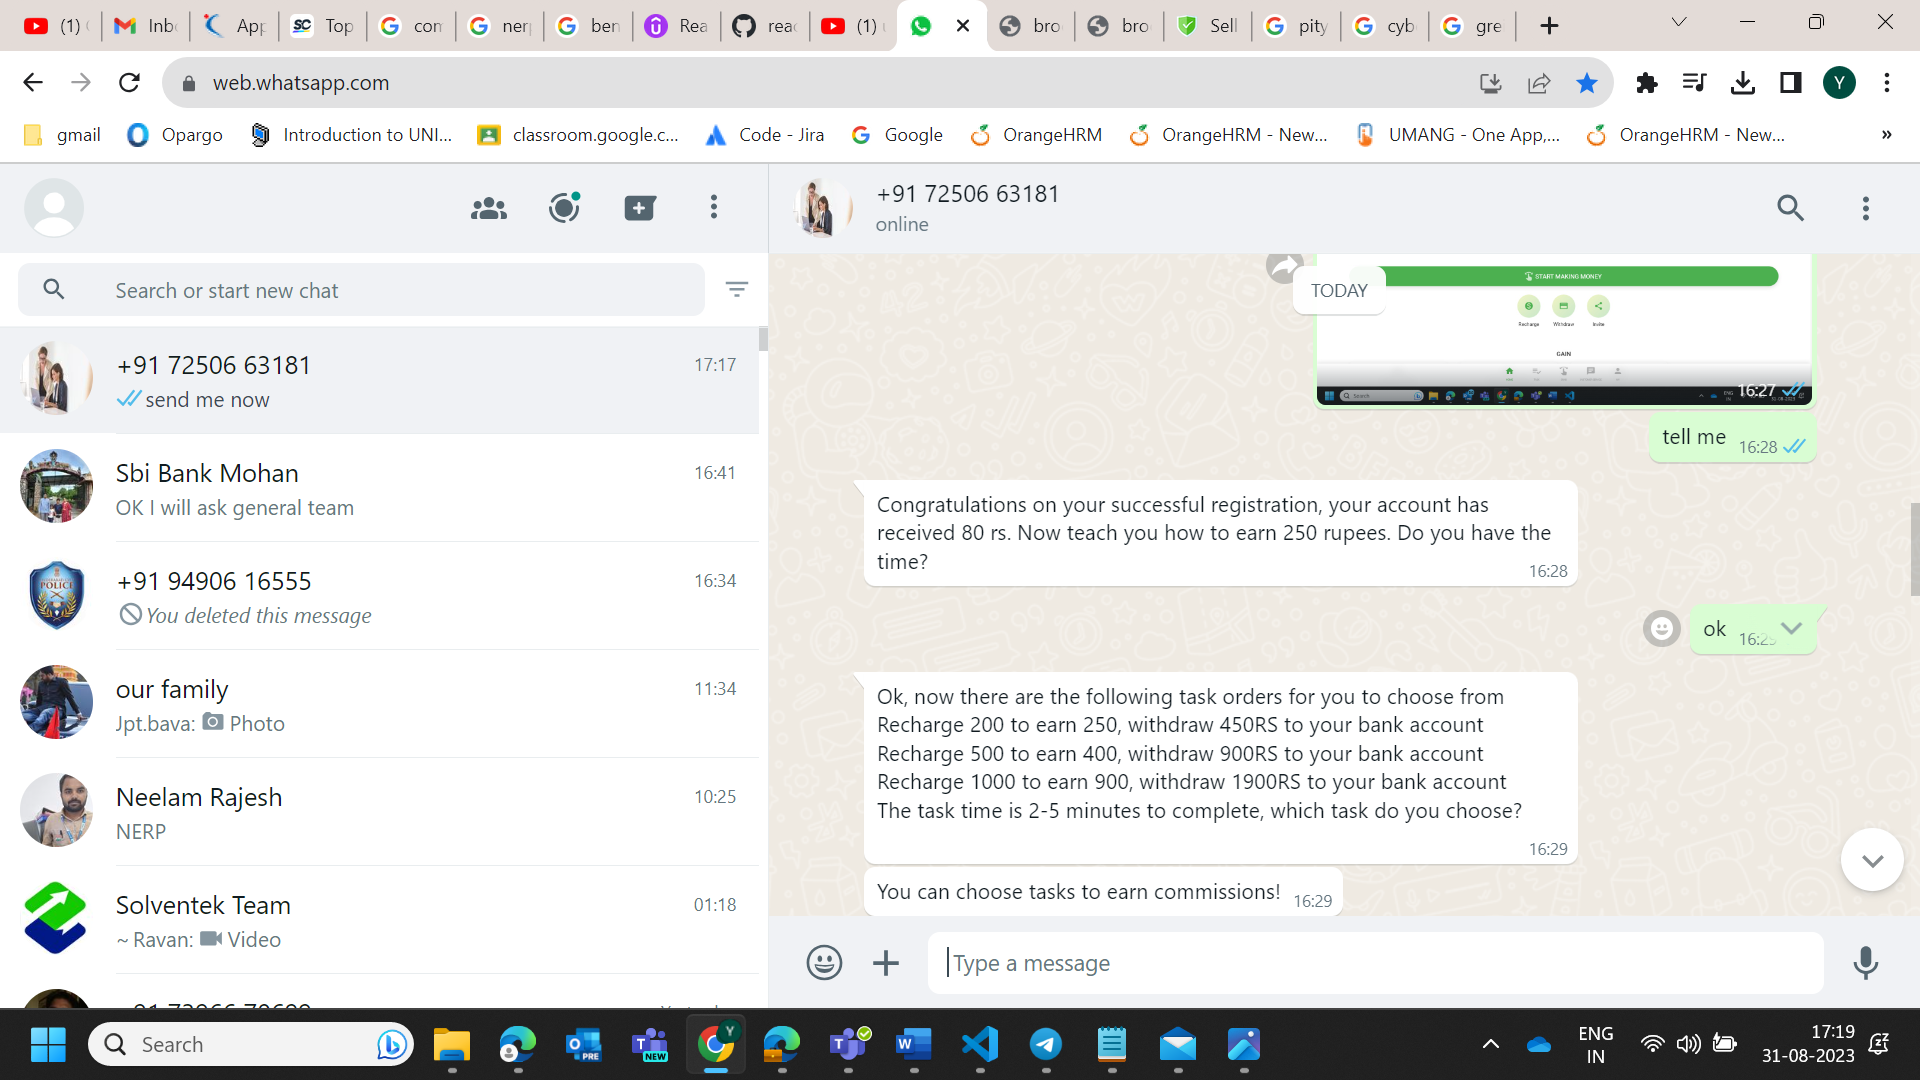 (1)
Inb
App
Top
com
nerp
ben
Rea
reac
(1) u
bro
bro
Sell
pity
cyb
gre
web.whatsapp.com
Y
gmail
Opargo
Introduction to UNI...
classroom.google.c...
Code - Jira
Google
OrangeHRM
OrangeHRM - New...
UMANG - One App,...
OrangeHRM - New...
»
Search or start new chat
+91 72506 63181
17:17
send me now
Sbi Bank Mohan
16:41
OK I will ask general team
POLICE
+91 94906 16555
16:34
You deleted this message
our family
11:34
Jpt.bava: Photo
Neelam Rajesh
10:25
NERP
Solventek Team
01:18
~ Ravan: Video
+91 72506 63181
online
TODAY
START MAKING MONEY
Recharge
Withdraw
Invite
GAIN
Search
16:27
tell me 16:28
Congratulations on your successful registration, your account has
received 80 rs. Now teach you how to earn 250 rupees. Do you have the
time?
16:28
ok
Ok, now there are the following task orders for you to choose from
Recharge 200 to earn 250, withdraw 450RS to your bank account
Recharge 500 to earn 400, withdraw 900RS to your bank account
Recharge 1000 to earn 900, withdraw 1900RS to your bank account
The task time is 2-5 minutes to complete, which task do you choose?
16:29
You can choose tasks to earn commissions! 16:29
Type a message
Search
PRE
NEW
Y
ENG
IN
17:19
31-08-2023